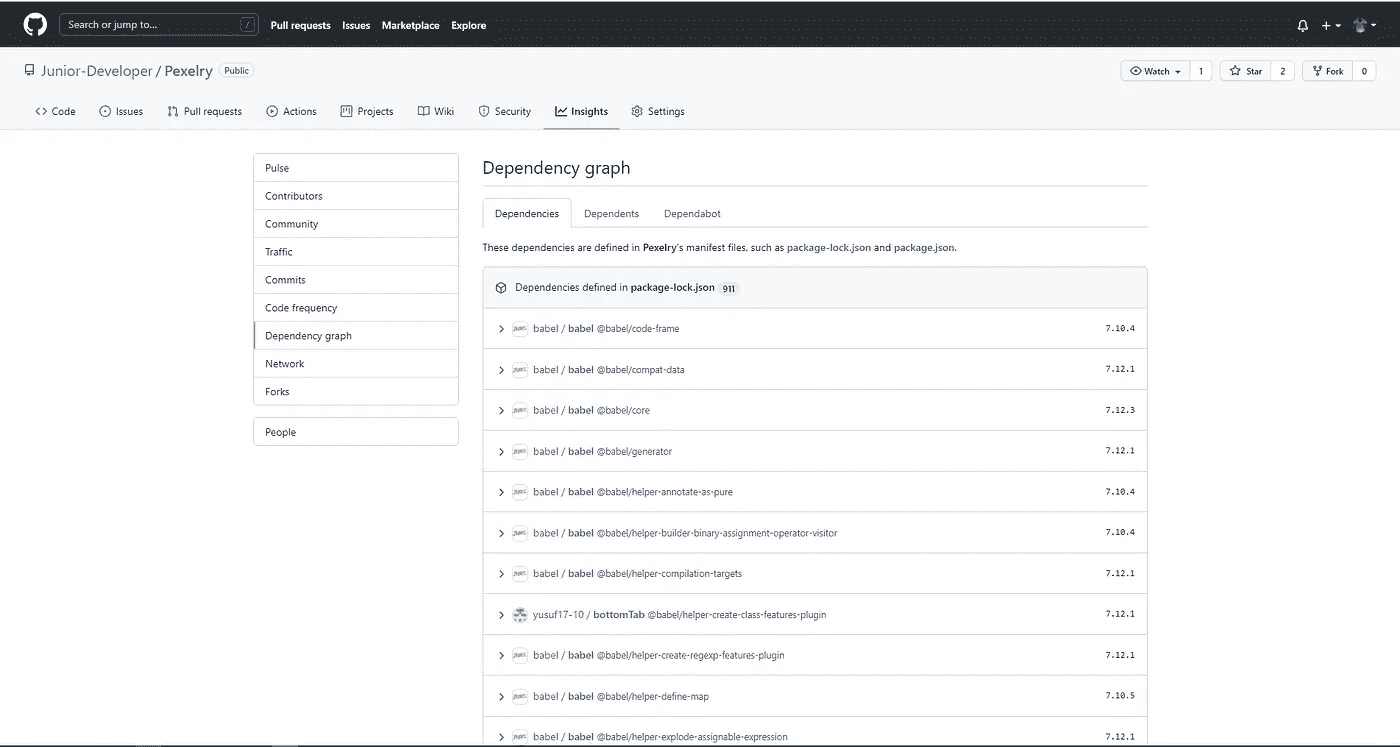 Search or jump to... /
Pull requests Issues Marketplace Explore
Junior-Developer / Pexelry Public
Watch 1 Star 2 Fork 0
Code Issues Pull requests Actions Projects Wiki Security Insights Settings
Pulse
Contributors
Community
Traffic
Commits
Code frequency
Dependency graph
Network
Forks
People
Dependency graph
Dependencies Dependents Dependabot
These dependencies are defined in Pexelry's manifest files, such as package-lock.json and package.json.
Dependencies defined in package-lock.json 911
babel / babel @babel/code-frame 7.10.4
babel / babel @babel/compat-data 7.12.1
babel / babel @babel/core 7.12.3
babel / babel @babel/generator 7.12.1
babel / babel @babel/helper-annotate-as-pure 7.10.4
babel / babel @babel/helper-builder-binary-assignment-operator-visitor 7.10.4
babel / babel @babel/helper-compilation-targets 7.12.1
yusuf17-10 / bottomTab @babel/helper-create-class-features-plugin 7.12.1
babel / babel @babel/helper-create-regexp-features-plugin 7.12.1
babel / babel @babel/helper-define-map 7.10.5
babel / babel @babel/helper-explode-assignable-expression 7.12.1